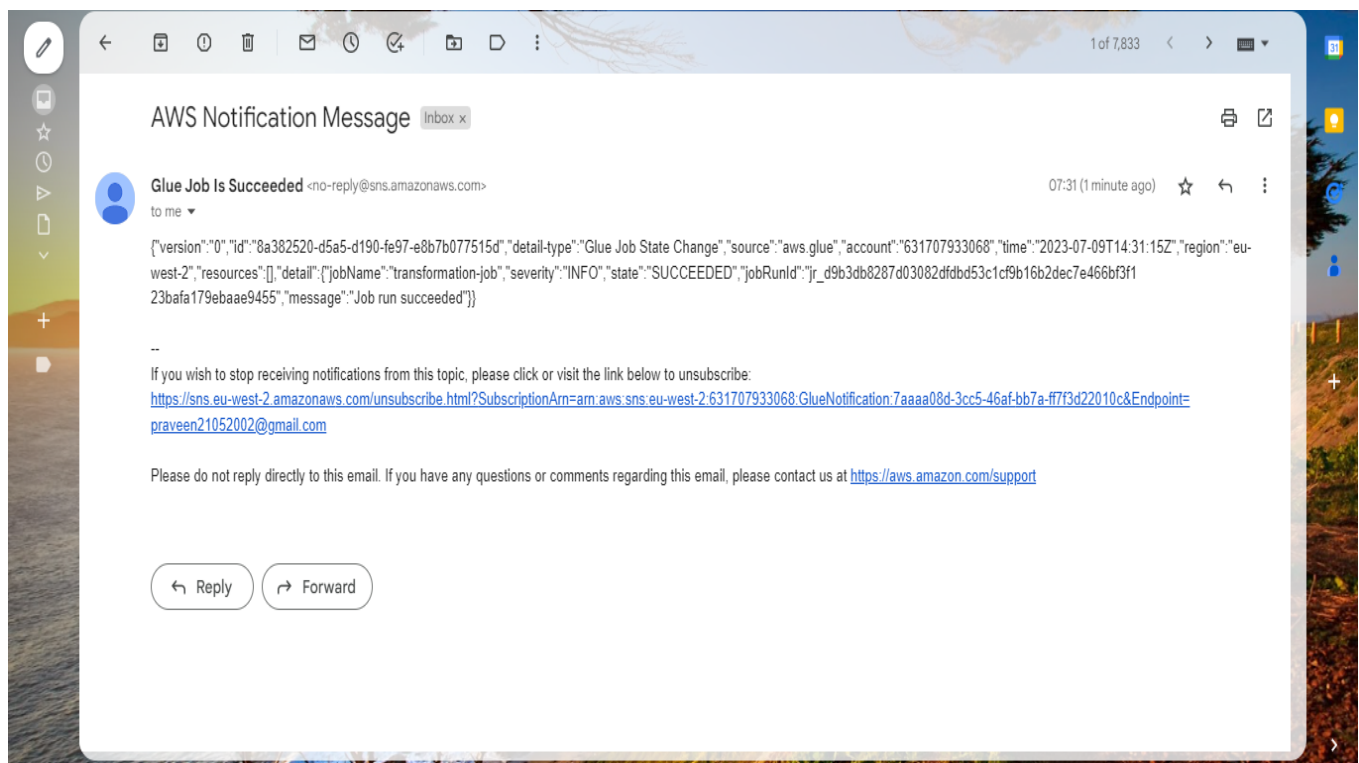 1 of 7,833
31
AWS Notification Message Inbox x
Glue Job Is Succeeded <no-reply@sns.amazonaws.com> 07:31 (1 minute ago)
to me
{"version":"0","id":"8a382520-d5a5-d190-fe97-e8b7b077515d","detail-type":"Glue Job State Change","source":"aws.glue","account":"631707933068","time":"2023-07-09T14:31:15Z","region":"eu-
west-2","resources":[],"detail":{"jobName":"transformation-job","severity":"INFO","state":"SUCCEEDED","jobRunId":"jr_d9b3db8287d03082dfdbd53c1cf9b16b2dec7e466bf3f1
23bafa179ebaae9455","message":"Job run succeeded"}}
--
If you wish to stop receiving notifications from this topic, please click or visit the link below to unsubscribe:
https://sns.eu-west-2.amazonaws.com/unsubscribe.html?SubscriptionArn=arn:aws:sns:eu-west-2:631707933068:GlueNotification:7aaaa08d-3cc5-46af-bb7a-ff7f3d22010c&Endpoint=
praveen21052002@gmail.com
Please do not reply directly to this email. If you have any questions or comments regarding this email, please contact us at https://aws.amazon.com/support
Reply Forward